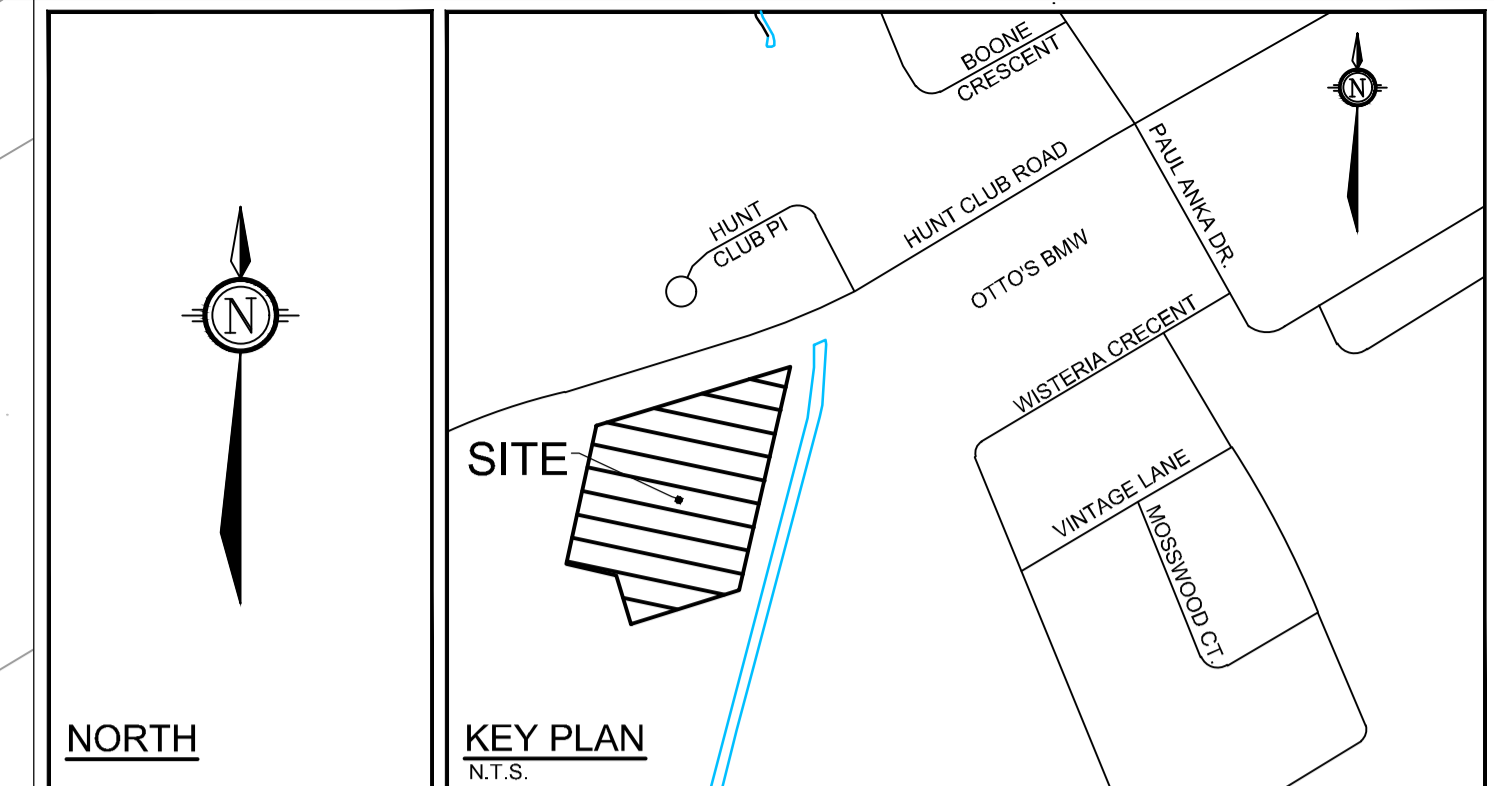 N
NORTH
BOONE
CRESCENT
N
HUNT CLUB ROAD
PAUL ANKA DR.
HUNT
CLUB PI
OTTO'S BMW
WISTERIA CRECENT
SITE
VINTAGE LANE
MOSSWOOD CT.
KEY PLAN
N.T.S.